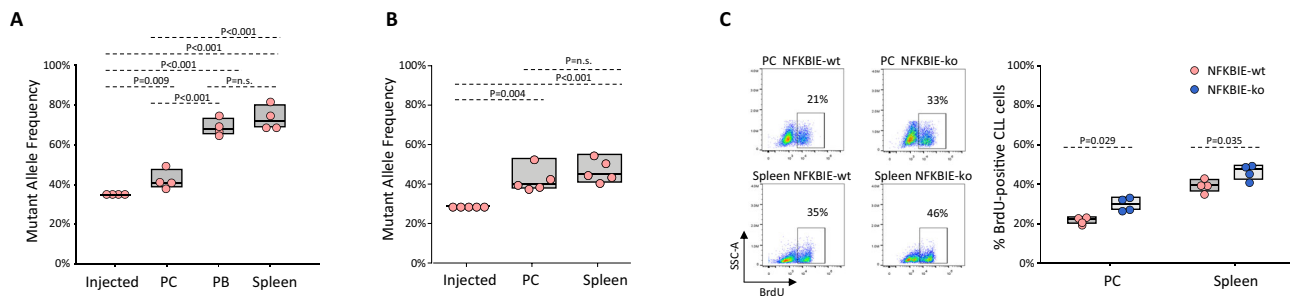 A
P<0.001
P<0.001
P<0.001
P=0.009
P=n.s.
P<0.001
Mutant Allele Frequency
100%
80%
60%
40%
20%
0%
Injected
PC
PB
Spleen
B
P=n.s.
P<0.001
P=0.004
Mutant Allele Frequency
100%
80%
60%
40%
20%
0%
Injected
PC
Spleen
C
PC NFKBIE-wt
PC NFKBIE-ko
21%
33%
Spleen NFKBIE-wt
Spleen NFKBIE-ko
35%
46%
SSC-A
BrdU
% BrdU-positive CLL cells
100%
80%
60%
40%
20%
0%
NFKBIE-wt
NFKBIE-ko
P=0.029
P=0.035
PC
Spleen